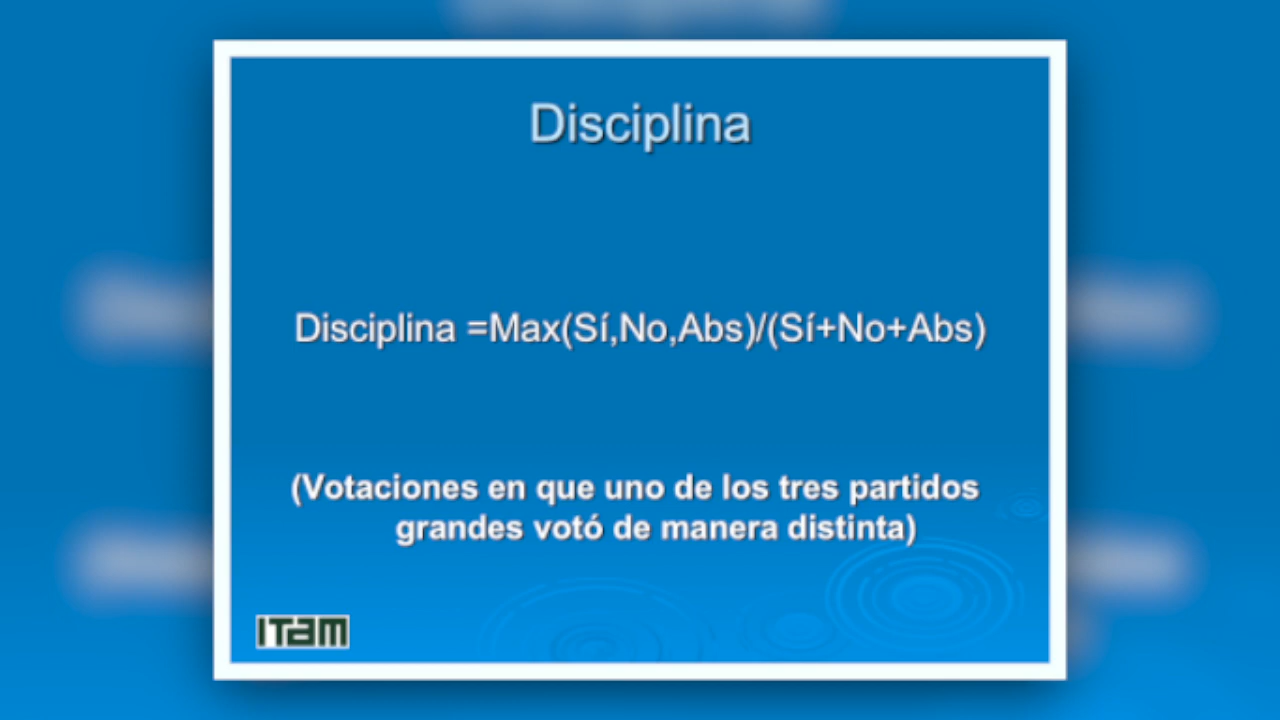 Disciplina
Disciplina =Max(Sí,No,Abs)/(Sí+No+Abs)
(Votaciones en que uno de los tres partidos
grandes votó de manera distinta)
ITAM